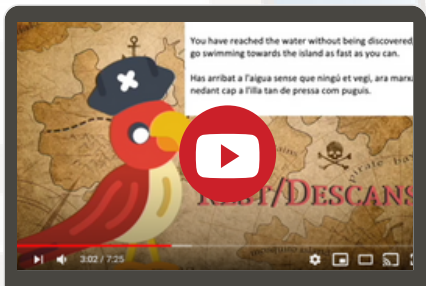 You have reached the water without being discovered,
go swimming towards the island as fast as you can.
Has arribat a l'aigua sense que ningú et vegi, ara
nedant cap a l'illa tan de pressa com puguis.
pirate
REST/DESCANS
3:02 / 7:25